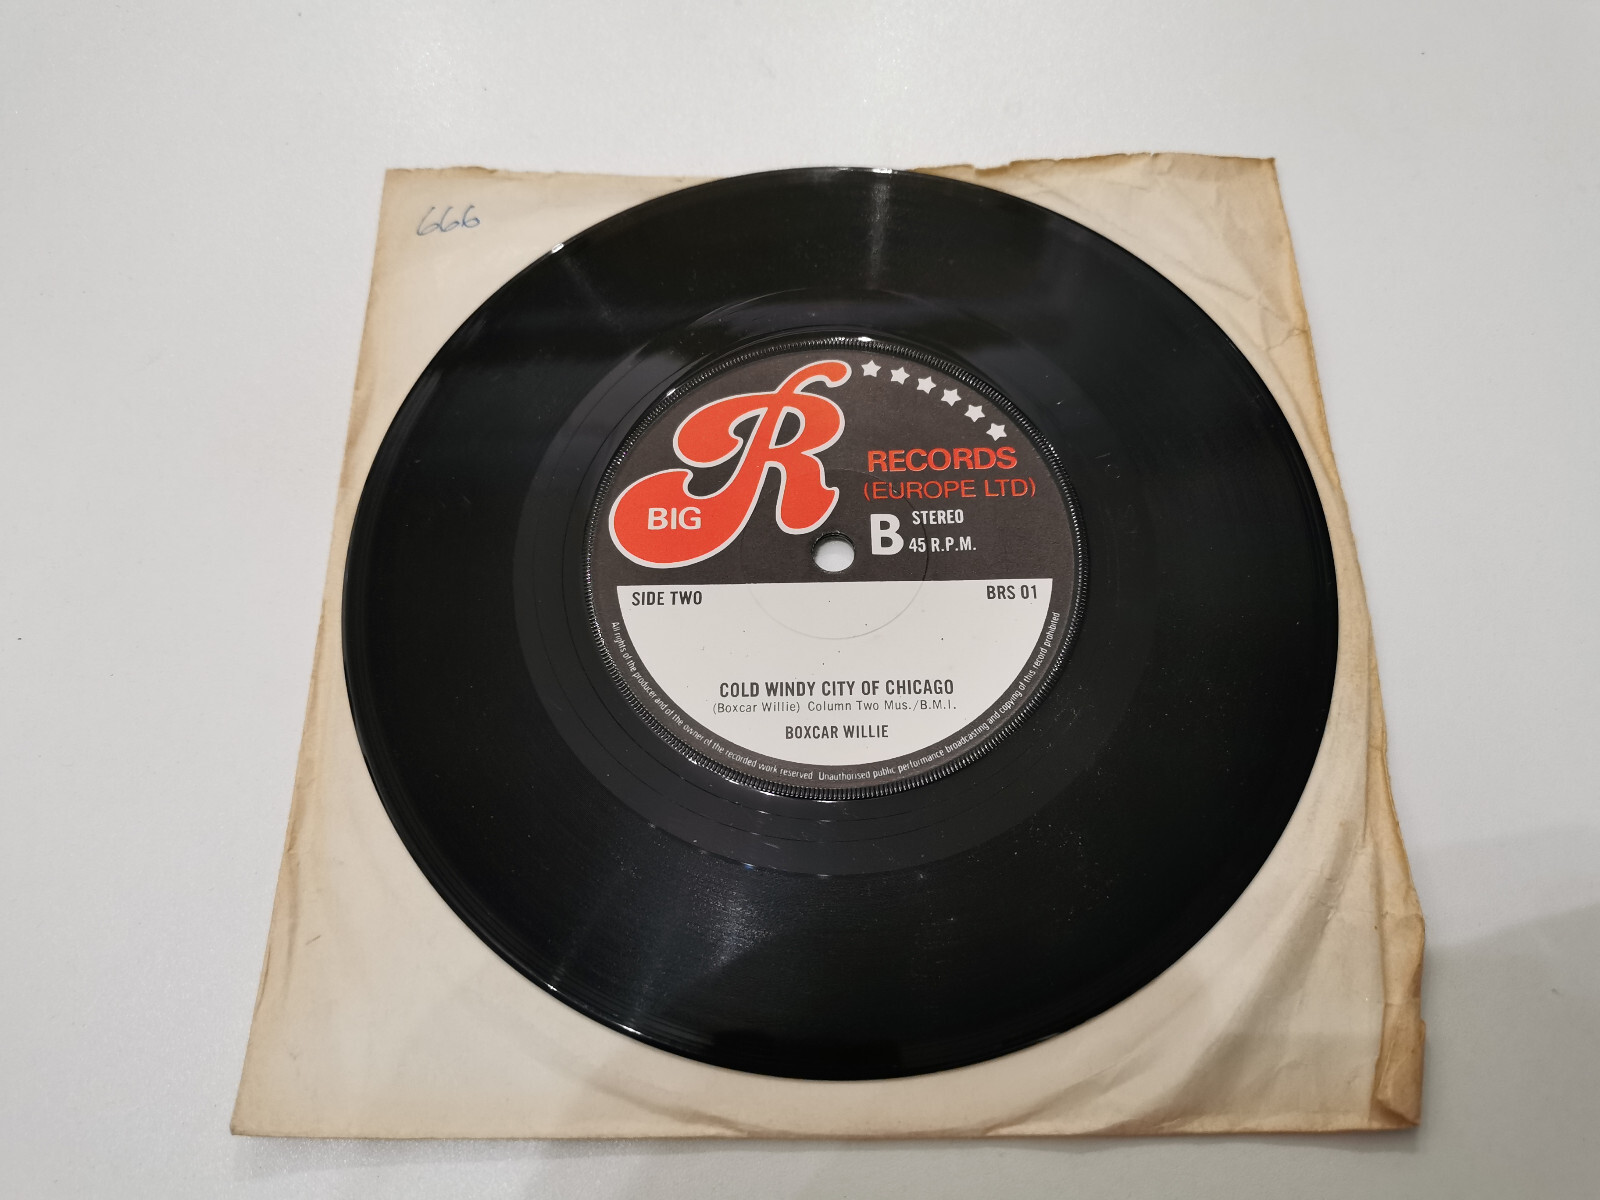 666
R
BIG
RECORDS
(EUROPE LTD)
B STEREO
45 R.P.M.
SIDE TWO
BRS 01
COLD WINDY CITY OF CHICAGO
(Boxcar Willie) Column Two Mus./B.M.I.
BOXCAR WILLIE
All rights of the producer and of the owner of the recorded work reserved Unauthorised public performance broadcasting and copying of this record prohibited